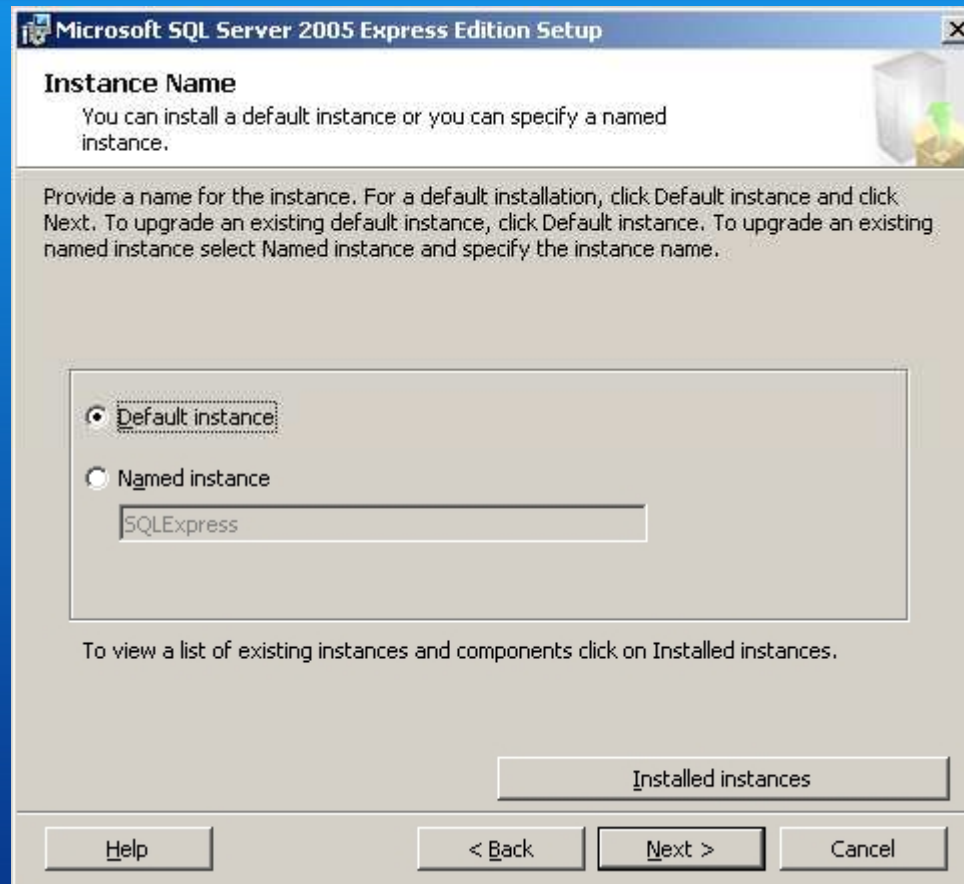 Microsoft SQL Server 2005 Express Edition Setup
Instance Name
You can install a default instance or you can specify a named
instance.
Provide a name for the instance. For a default installation, click Default instance and click
Next. To upgrade an existing default instance, click Default instance. To upgrade an existing
named instance select Named instance and specify the instance name.
Default instance
Named instance
SQLExpress
To view a list of existing instances and components click on Installed instances.
Installed instances
Help
< Back
Next >
Cancel